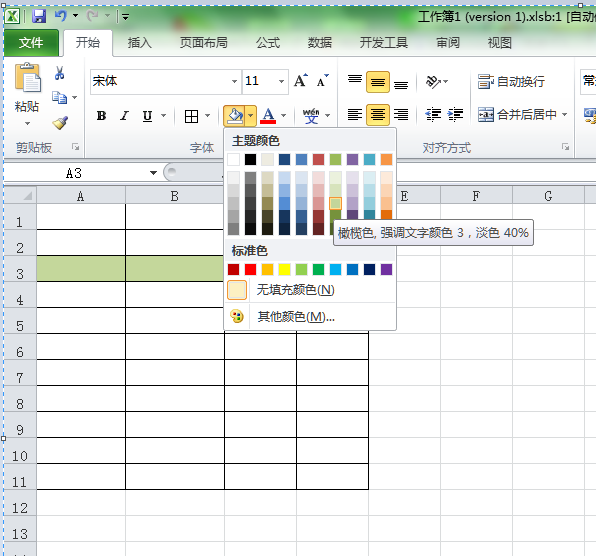 工作簿1 (version 1).xlsb:1 [自动
文件 开始 插入 页面布局 公式 数据 开发工具 审阅 视图
粘贴 宋体 11 A A 自动换行 常
B I U A wén 文 合并后居中
剪贴板 字体 对齐方式
A3
主题颜色
A B E F G
1
2
橄榄色, 强调文字颜色 3，淡色 40%
标准色
3
无填充颜色(N)
4
其他颜色(M)...
5
6
7
8
9
10
11
12
13